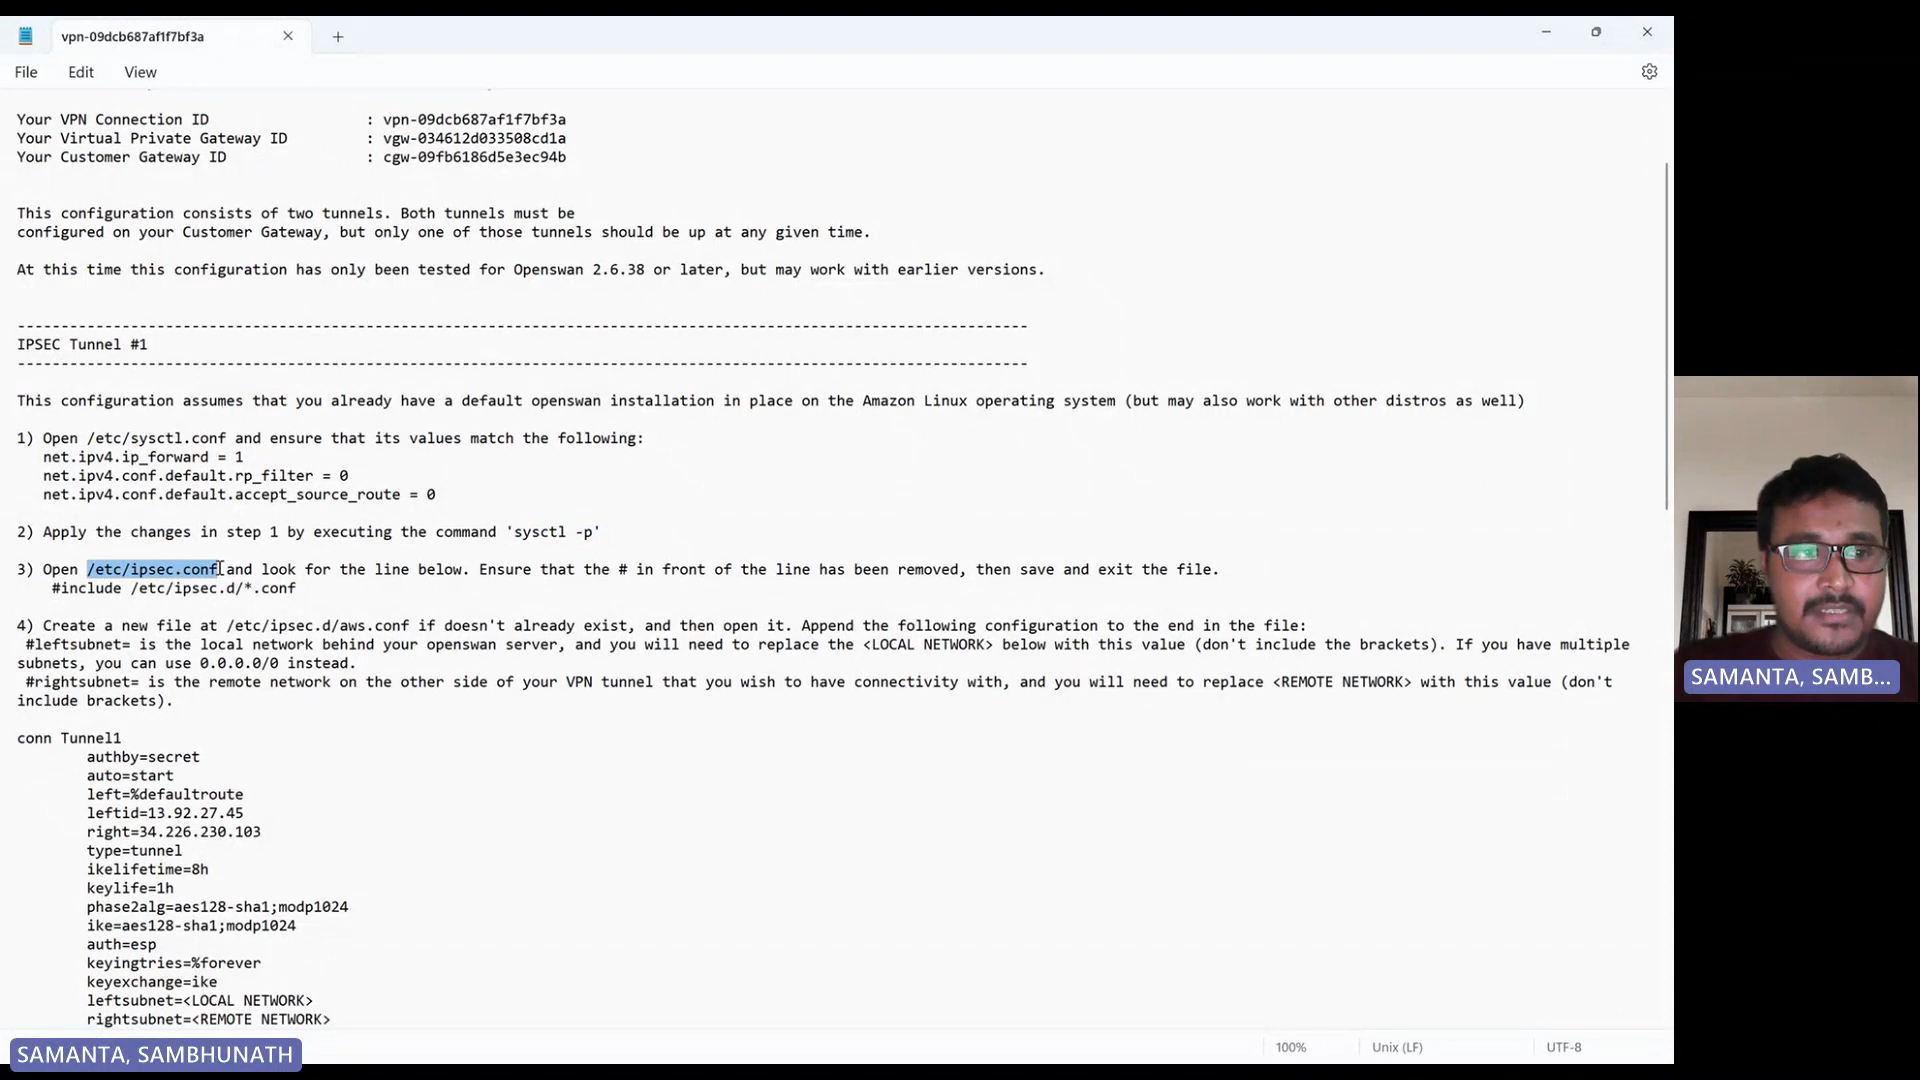 vpn-09dcb687af1f7bf3a
File Edit View
Your VPN Connection ID : vpn-09dcb687af1f7bf3a
Your Virtual Private Gateway ID : vgw-034612d033508cd1a
Your Customer Gateway ID : cgw-09fb6186d5e3ec94b
This configuration consists of two tunnels. Both tunnels must be
configured on your Customer Gateway, but only one of those tunnels should be up at any given time.
At this time this configuration has only been tested for Openswan 2.6.38 or later, but may work with earlier versions.
--------------------------------------------------------------------------------------------------------------------
IPSEC Tunnel #1
--------------------------------------------------------------------------------------------------------------------
This configuration assumes that you already have a default openswan installation in place on the Amazon Linux operating system (but may also work with other distros as well)
1) Open /etc/sysctl.conf and ensure that its values match the following:
net.ipv4.ip_forward = 1
net.ipv4.conf.default.rp_filter = 0
net.ipv4.conf.default.accept_source_route = 0
2) Apply the changes in step 1 by executing the command 'sysctl -p'
3) Open /etc/ipsec.conf and look for the line below. Ensure that the # in front of the line has been removed, then save and exit the file.
#include /etc/ipsec.d/*.conf
4) Create a new file at /etc/ipsec.d/aws.conf if doesn't already exist, and then open it. Append the following configuration to the end in the file:
#leftsubnet= is the local network behind your openswan server, and you will need to replace the <LOCAL NETWORK> below with this value (don't include the brackets). If you have multiple
subnets, you can use 0.0.0.0/0 instead.
#rightsubnet= is the remote network on the other side of your VPN tunnel that you wish to have connectivity with, and you will need to replace <REMOTE NETWORK> with this value (don't
include brackets).
conn Tunnel1
authby=secret
auto=start
left=%defaultroute
leftid=13.92.27.45
right=34.226.230.103
type=tunnel
ikelifetime=8h
keylife=1h
phase2alg=aes128-sha1;modp1024
ike=aes128-sha1;modp1024
auth=esp
keyingtries=%forever
keyexchange=ike
leftsubnet=<LOCAL NETWORK>
rightsubnet=<REMOTE NETWORK>
100% Unix (LF) UTF-8
SAMANTA, SAMBHUNATH
SAMANTA, SAMB...